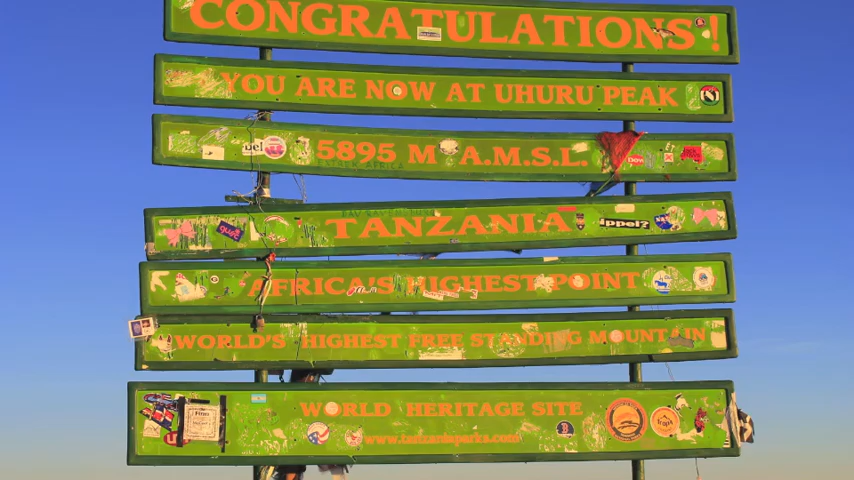 CONGRATULATIONS !
YOU ARE NOW AT UHURU PEAK
5895 M A.M.S.L.
TANZANIA
AFRICA'S HIGHEST POINT
WORLD'S HIGHEST FREE STANDING MOUNTAIN
WORLD HERITAGE SITE
www.tanzaniaparks.com